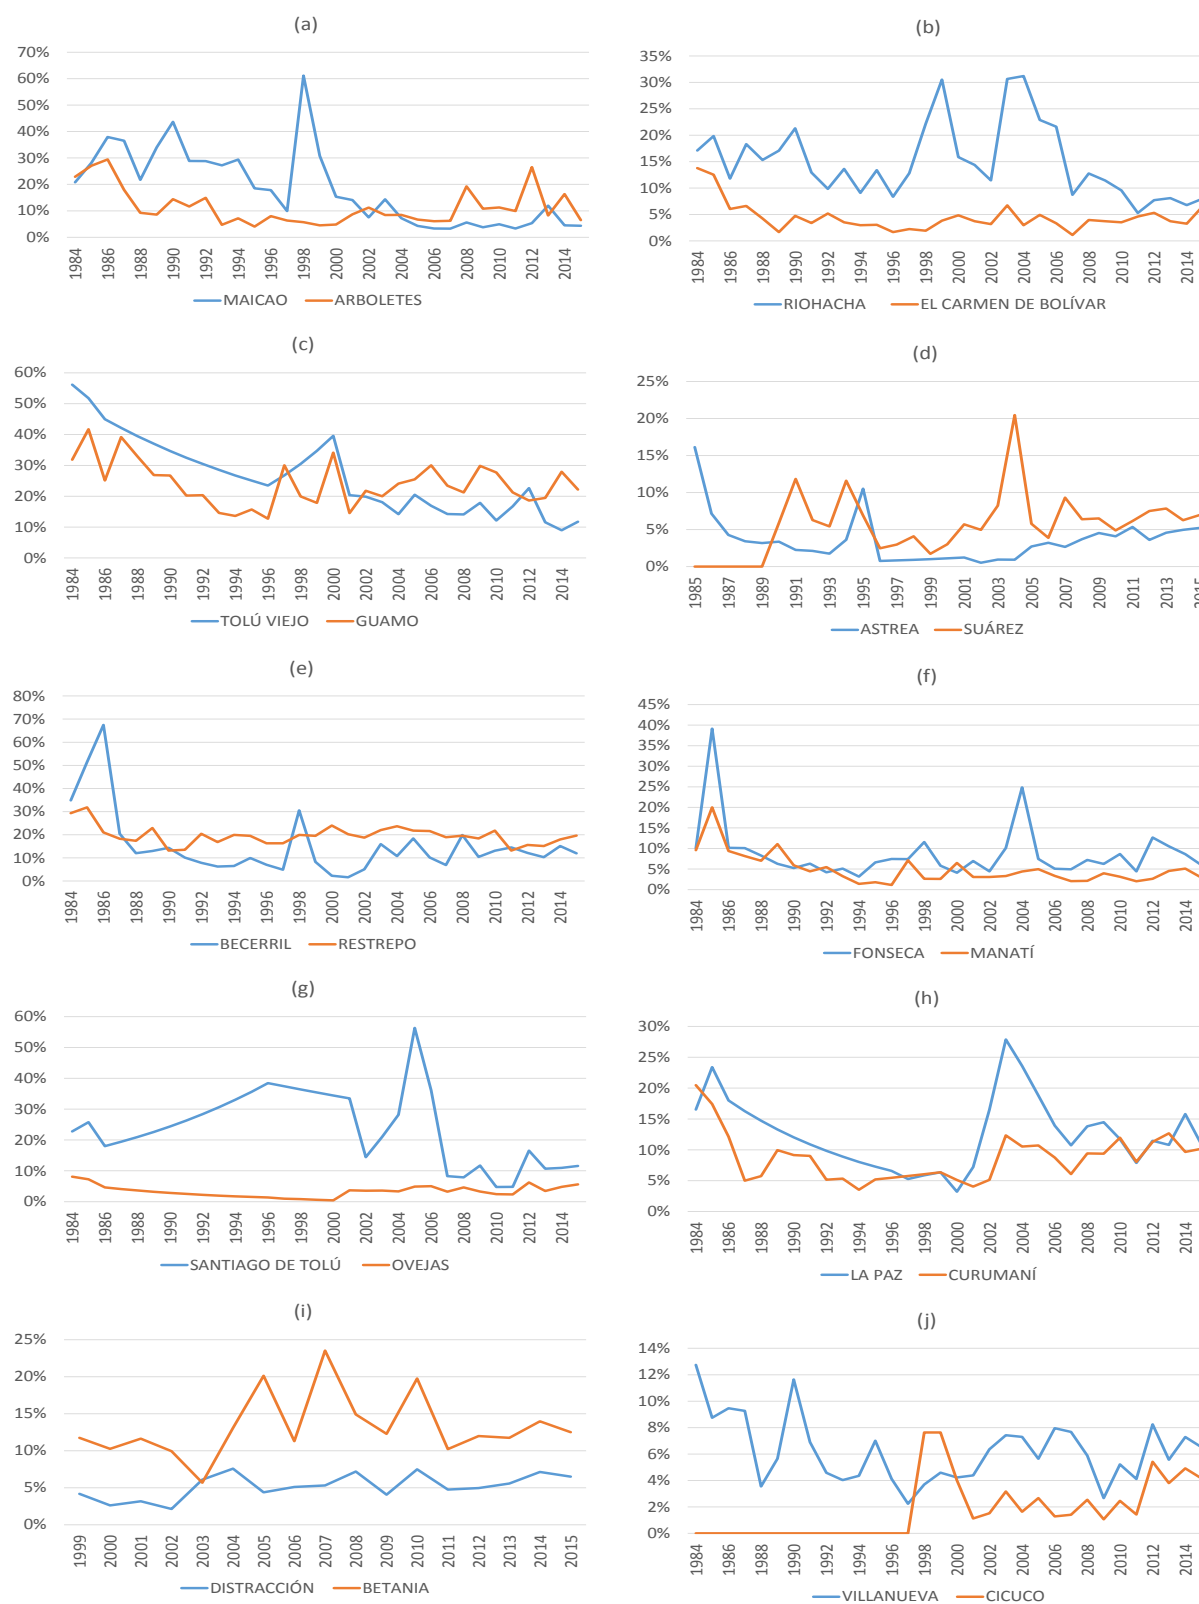 (a)
70%
60%
50%
40%
30%
20%
10%
0%
1984 1986 1988 1990 1992 1994 1996 1998 2000 2002 2004 2006 2008 2010 2012 2014
MAICAO ARBOLETES
(b)
35%
30%
25%
20%
15%
10%
5%
0%
1984 1986 1988 1990 1992 1994 1996 1998 2000 2002 2004 2006 2008 2010 2012 2014
RIOHACHA EL CARMEN DE BOLÍVAR
(c)
60%
50%
40%
30%
20%
10%
0%
1984 1986 1988 1990 1992 1994 1996 1998 2000 2002 2004 2006 2008 2010 2012 2014
TOLÚ VIEJO GUAMO
(d)
25%
20%
15%
10%
5%
0%
1985 1987 1989 1991 1993 1995 1997 1999 2001 2003 2005 2007 2009 2011 2013 2015
ASTREA SUÁREZ
(e)
80%
70%
60%
50%
40%
30%
20%
10%
0%
1984 1986 1988 1990 1992 1994 1996 1998 2000 2002 2004 2006 2008 2010 2012 2014
BECERRIL RESTREPO
(f)
45%
40%
35%
30%
25%
20%
15%
10%
5%
0%
1984 1986 1988 1990 1992 1994 1996 1998 2000 2002 2004 2006 2008 2010 2012 2014
FONSECA MANATÍ
(g)
60%
50%
40%
30%
20%
10%
0%
1984 1986 1988 1990 1992 1994 1996 1998 2000 2002 2004 2006 2008 2010 2012 2014
SANTIAGO DE TOLÚ OVEJAS
(h)
30%
25%
20%
15%
10%
5%
0%
1984 1986 1988 1990 1992 1994 1996 1998 2000 2002 2004 2006 2008 2010 2012 2014
LA PAZ CURUMANÍ
(i)
25%
20%
15%
10%
5%
0%
1999 2000 2001 2002 2003 2004 2005 2006 2007 2008 2009 2010 2011 2012 2013 2014 2015
DISTRACCIÓN BETANIA
(j)
14%
12%
10%
8%
6%
4%
2%
0%
1984 1986 1988 1990 1992 1994 1996 1998 2000 2002 2004 2006 2008 2010 2012 2014
VILLANUEVA CICUCO